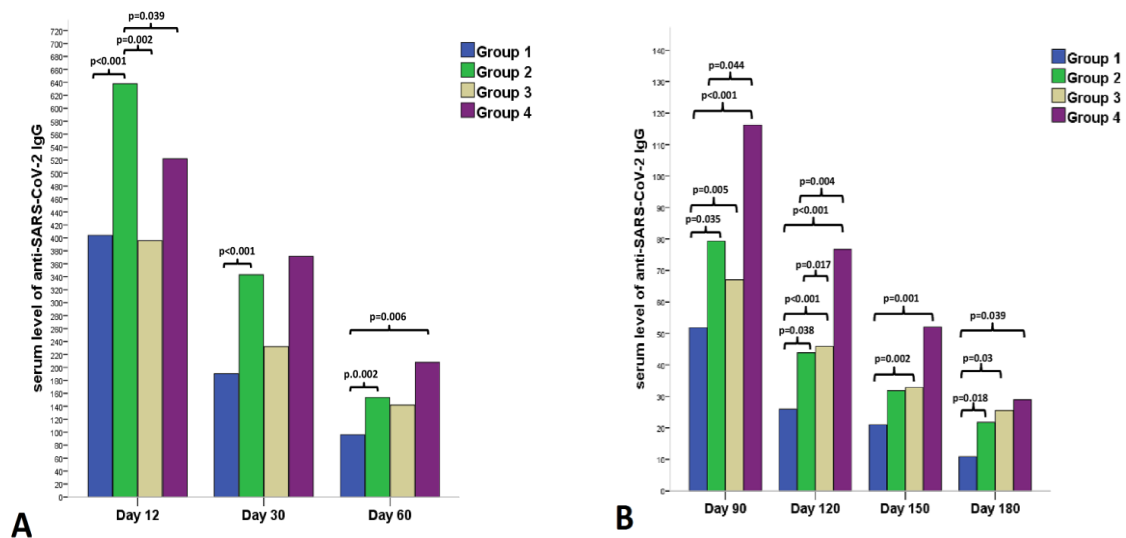 serum level of anti-SARS-CoV-2 IgG
720
700
680
660
640
620
600
580
560
540
520
500
480
460
440
420
400
380
360
340
320
300
280
260
240
220
200
180
160
140
120
100
80
60
40
20
0
p=0.039
p=0.002
p<0.001
p<0.001
p=0.006
p.0.002
Day 12
Day 30
Day 60
Group 1
Group 2
Group 3
Group 4
A
serum level of anti-SARS-CoV-2 IgG
140
130
120
110
100
90
80
70
60
50
40
30
20
10
0
p=0.044
p<0.001
p=0.005
p=0.035
p=0.004
p<0.001
p=0.017
p<0.001
p=0.038
p=0.001
p=0.002
p=0.039
p=0.03
p=0.018
Day 90
Day 120
Day 150
Day 180
Group 1
Group 2
Group 3
Group 4
B